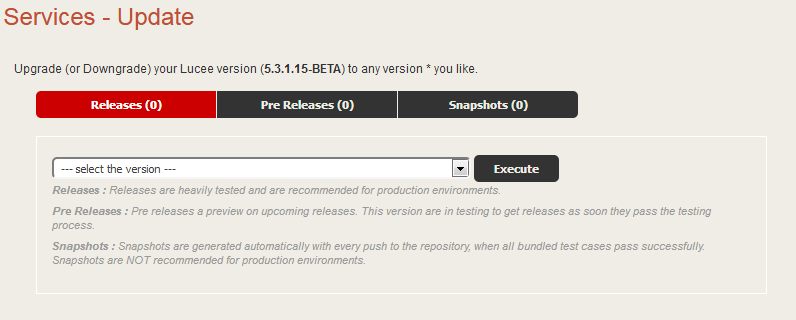 Services - Update
Upgrade (or Downgrade) your Lucee version (5.3.1.15-BETA) to any version * you like.
Releases (0) Pre Releases (0) Snapshots (0)
--- select the version --- Execute
Releases : Releases are heavily tested and are recommended for production environments.
Pre Releases : Pre releases a preview on upcoming releases. This version are in testing to get releases as soon they pass the testing
process.
Snapshots : Snapshots are generated automatically with every push to the repository, when all bundled test cases pass successfully.
Snapshots are NOT recommended for production environments.